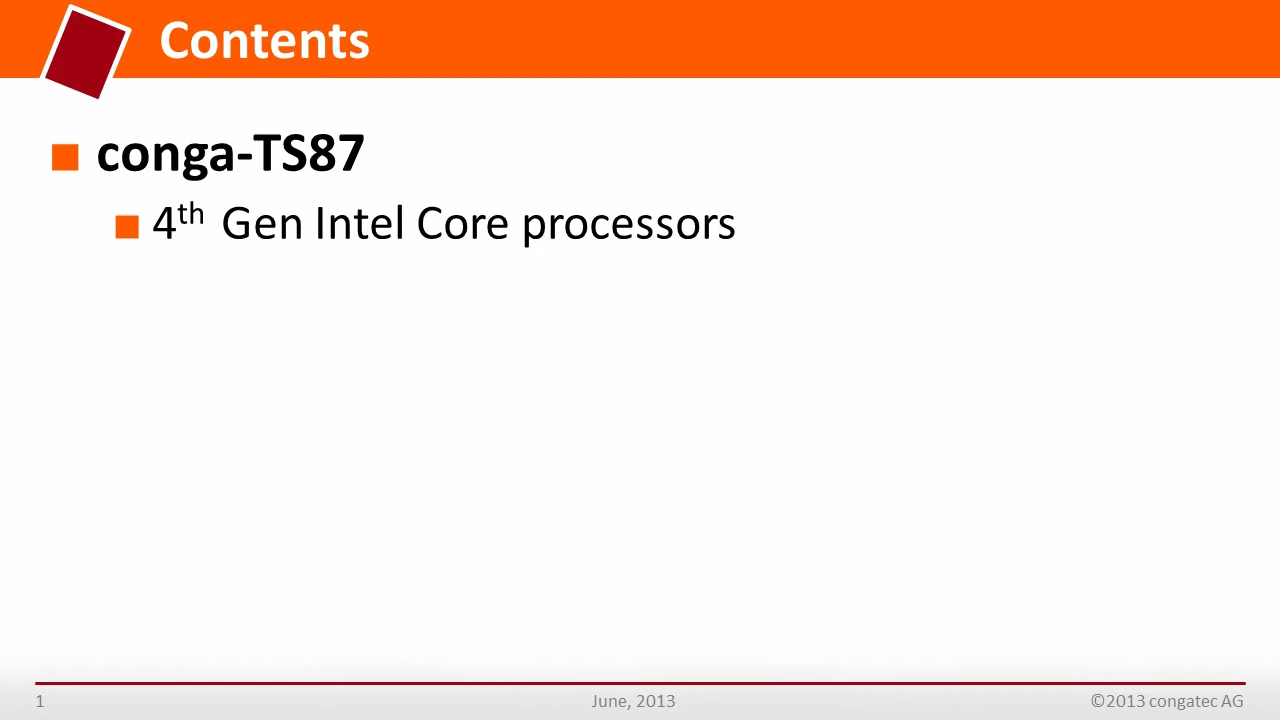 Contents
conga-TS87
4th Gen Intel Core processors
1 June, 2013 ©2013 congatec AG